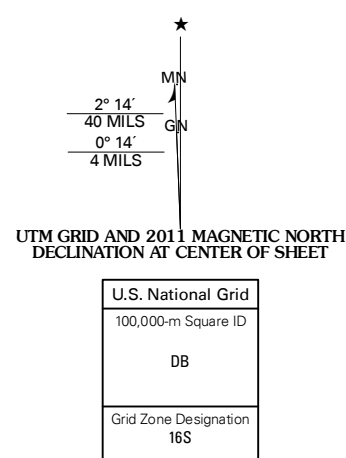 ★
MN
2° 14´
40 MILS
GN
0° 14´
4 MILS
UTM GRID AND 2011 MAGNETIC NORTH
DECLINATION AT CENTER OF SHEET
U.S. National Grid
100,000-m Square ID
DB
Grid Zone Designation
16S